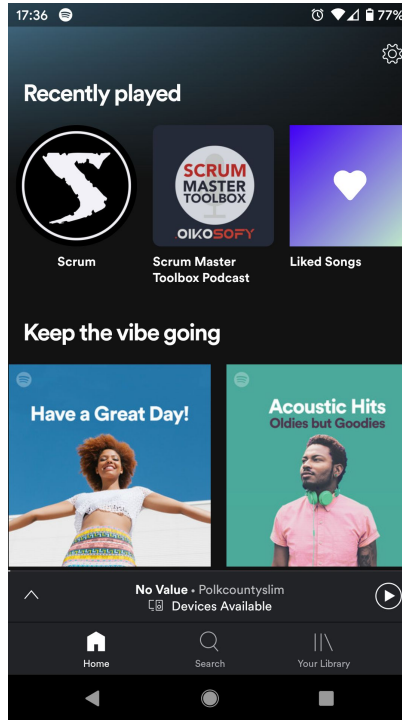 17:36
77%
Recently played
SCRUM
MASTER
TOOLBOX
OIKOSOFY
Scrum
Scrum Master
Toolbox Podcast
Liked Songs
Keep the vibe going
Have a Great Day!
Acoustic Hits
Oldies but Goodies
No Value • Polkcountyslim
Devices Available
Home
Search
Your Library